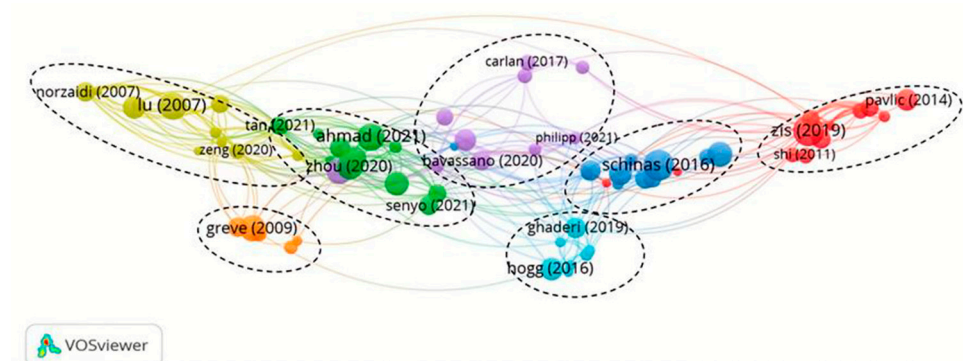 carlan (2017)
norzaidi (2007)
lu (2007)
pavlic (2014)
tan (2021)
ahmad (2021)
zis (2019)
philipp (2021)
zeng (2020)
shi (2011)
zhou (2020)
bavassano (2020)
schinas (2016)
senyo (2021)
greve (2009)
ghaderi (2019)
hogg (2016)
VOSviewer